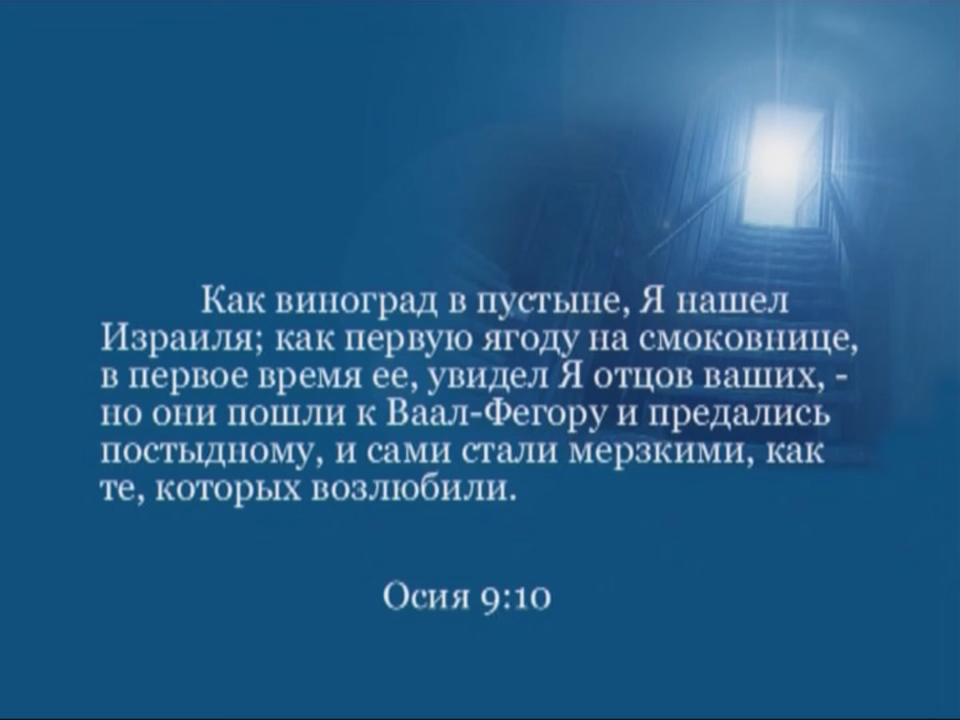 Как виноград в пустыне, Я нашел
Израиля; как первую ягоду на смоковнице,
в первое время ее, увидел Я отцов ваших, -
но они пошли к Ваал-Фегору и предались
постыдному, и сами стали мерзкими, как
те, которых возлюбили.
Осия 9:10